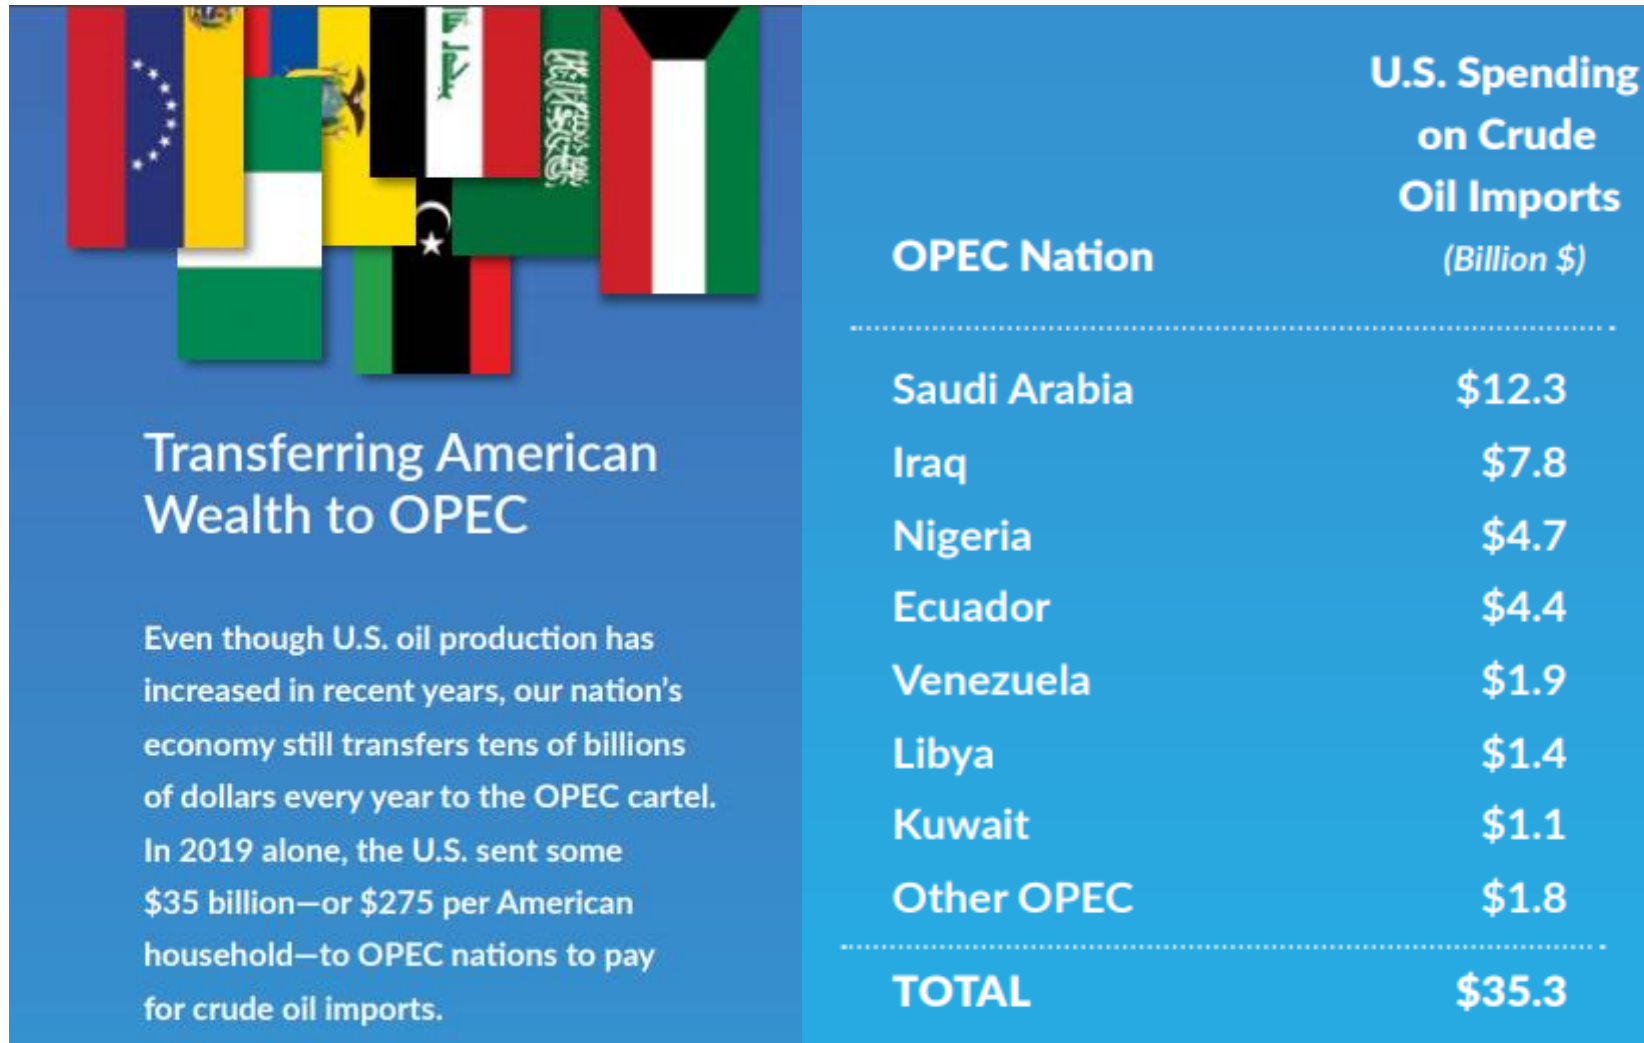 Transferring American
Wealth to OPEC
Even though U.S. oil production has
increased in recent years, our nation's
economy still transfers tens of billions
of dollars every year to the OPEC cartel.
In 2019 alone, the U.S. sent some
$35 billion—or $275 per American
household—to OPEC nations to pay
for crude oil imports.
U.S. Spending
on Crude
Oil Imports
OPEC Nation (Billion $)
Saudi Arabia $12.3
Iraq $7.8
Nigeria $4.7
Ecuador $4.4
Venezuela $1.9
Libya $1.4
Kuwait $1.1
Other OPEC $1.8
TOTAL $35.3